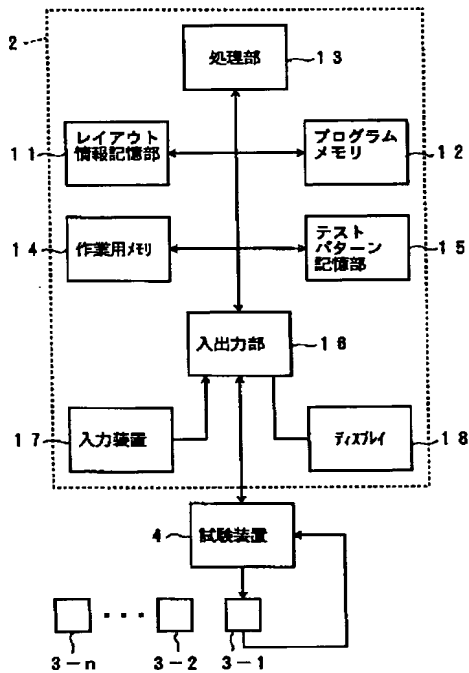 2
処理部
13
レイアウト
情報記憶部
11
プログラム
メモリ
12
作業用メモリ
14
テスト
パターン
記憶部
15
入出力部
16
入力装置
17
ディスプレイ
18
試験装置
4
3-n
3-2
3-1